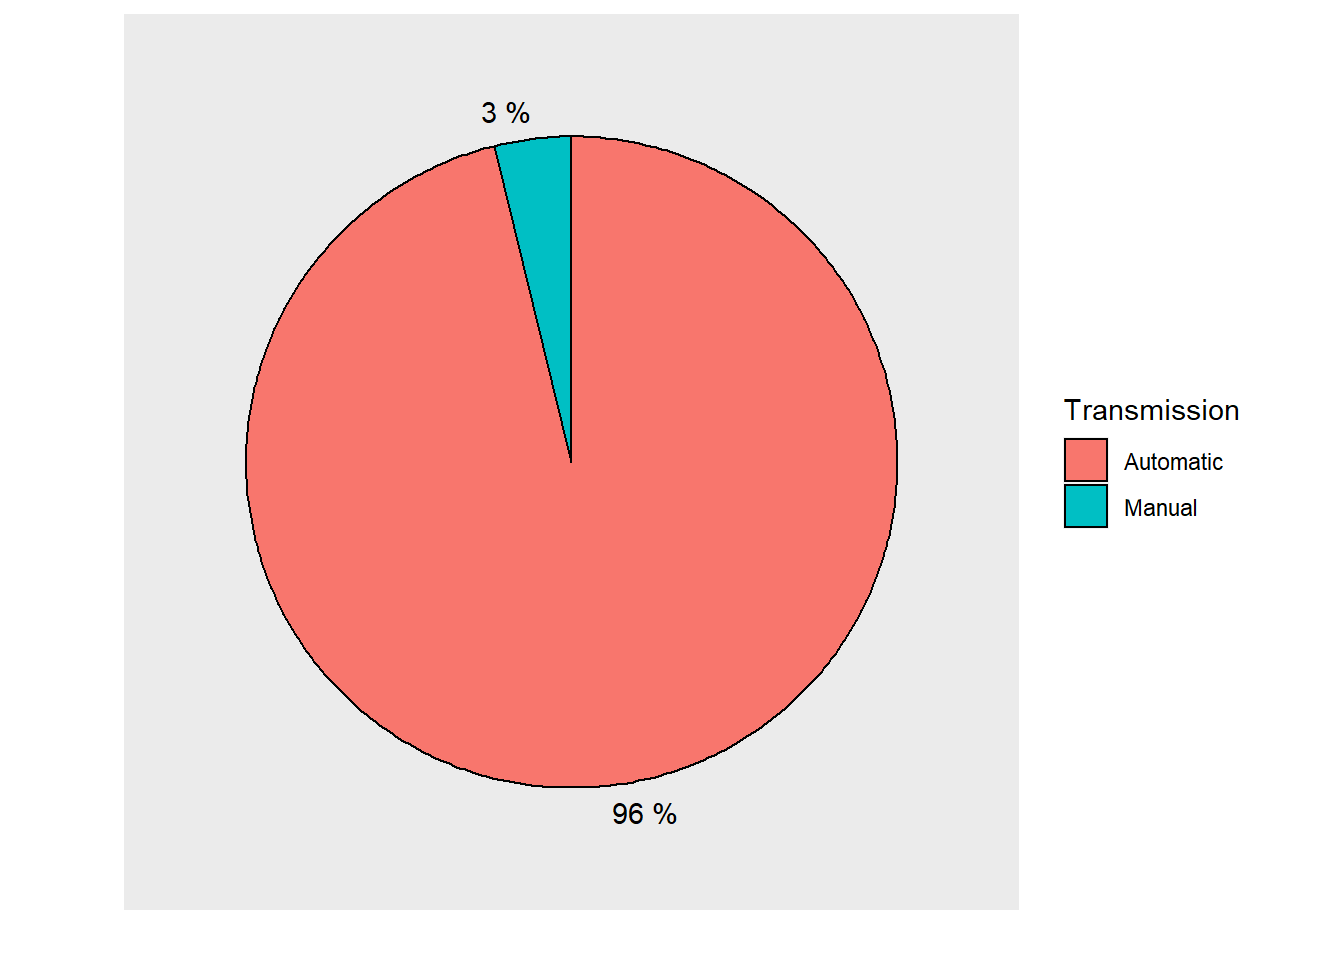 3 %
96 %
Transmission
Automatic
Manual